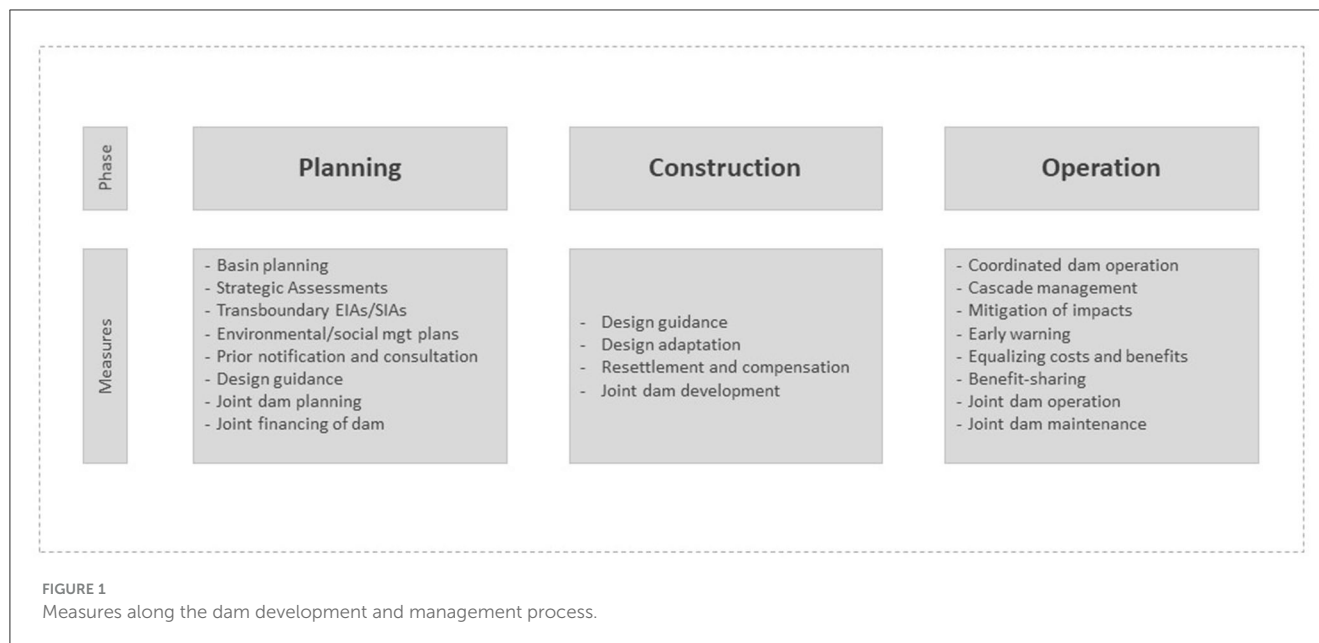 Phase
Planning
Construction
Operation
Measures
- Basin planning
- Strategic Assessments
- Transboundary EIAs/SIAs
- Environmental/social mgt plans
- Prior notification and consultation
- Design guidance
- Joint dam planning
- Joint financing of dam
- Design guidance
- Design adaptation
- Resettlement and compensation
- Joint dam development
- Coordinated dam operation
- Cascade management
- Mitigation of impacts
- Early warning
- Equalizing costs and benefits
- Benefit-sharing
- Joint dam operation
- Joint dam maintenance
FIGURE 1
Measures along the dam development and management process.